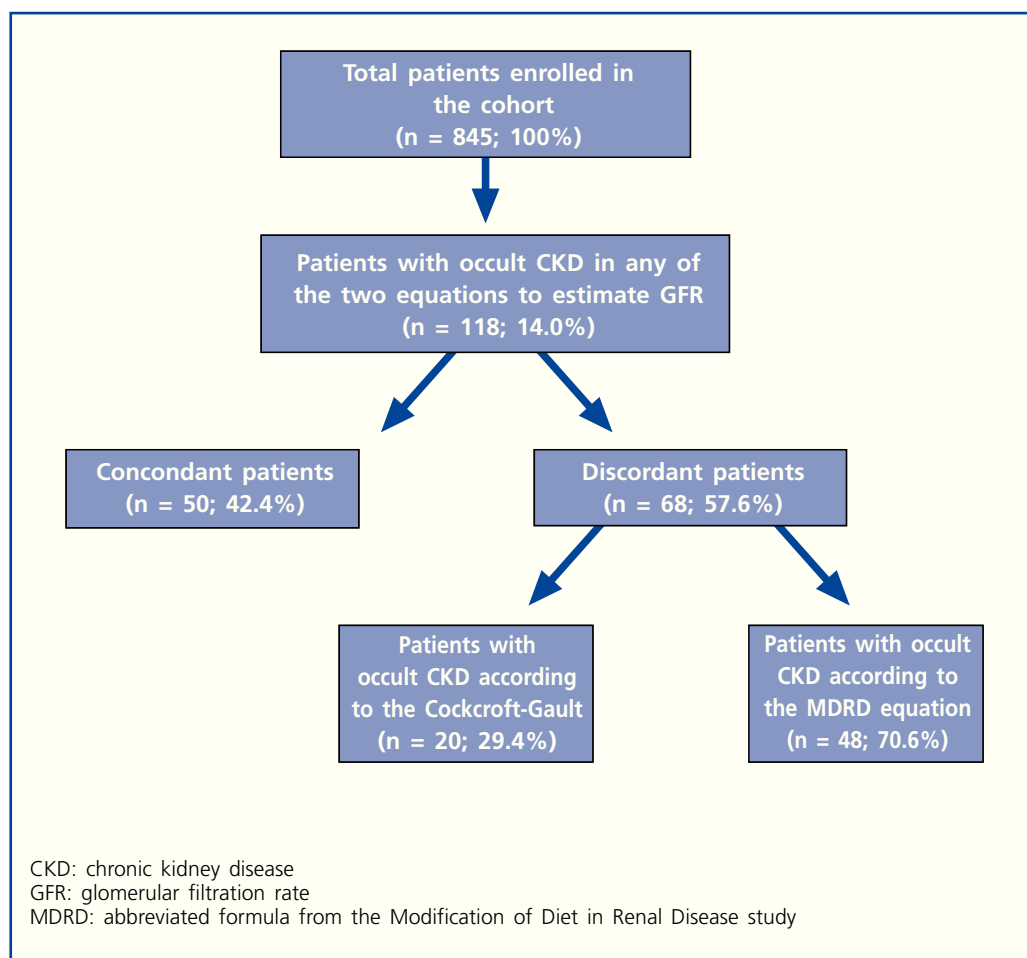 Total patients enrolled in
the cohort
(n = 845; 100%)
Patients with occult CKD in any of
the two equations to estimate GFR
(n = 118; 14.0%)
Concordant patients
(n = 50; 42.4%)
Discordant patients
(n = 68; 57.6%)
Patients with
occult CKD according
to the Cockcroft-Gault
(n = 20; 29.4%)
Patients with occult
CKD according to
the MDRD equation
(n = 48; 70.6%)
CKD: chronic kidney disease
GFR: glomerular filtration rate
MDRD: abbreviated formula from the Modification of Diet in Renal Disease study